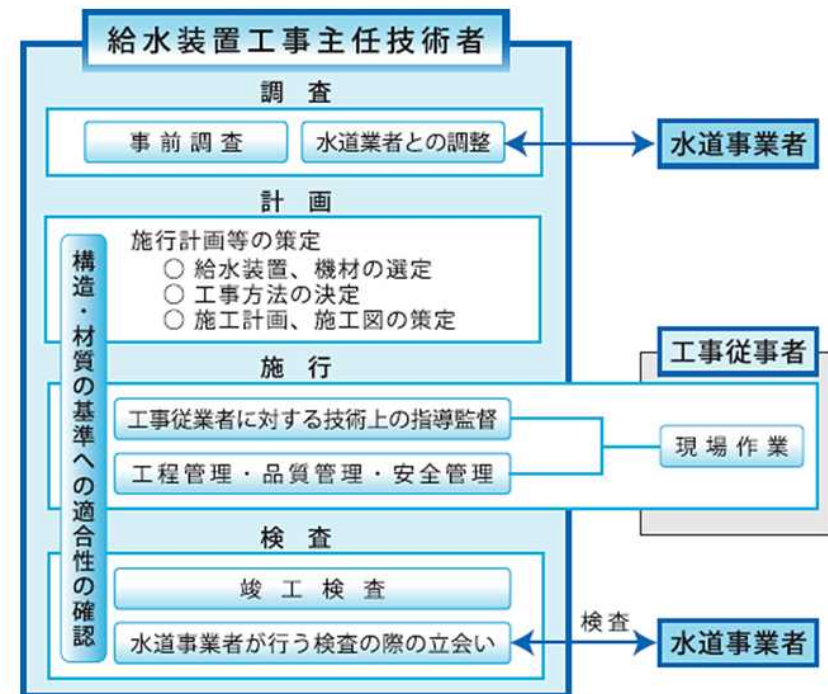 給水装置工事主任技術者
調査
事前調査
水道業者との調整
水道事業者
計画
構造・材質の基準への適合性の確認
施行計画等の策定
○ 給水装置、機材の選定
○ 工事方法の決定
○ 施工計画、施工図の策定
工事従事者
施行
工事従業者に対する技術上の指導監督
工程管理・品質管理・安全管理
現場作業
検査
竣工検査
水道事業者が行う検査の際の立会い
検査
水道事業者